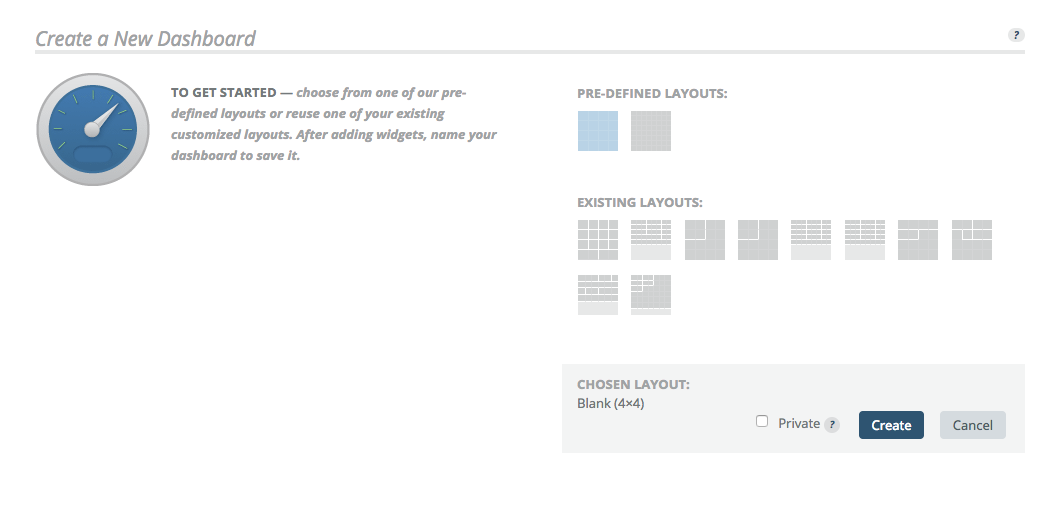 Create a New Dashboard
?
TO GET STARTED — choose from one of our pre-
defined layouts or reuse one of your existing
customized layouts. After adding widgets, name your
dashboard to save it.
PRE-DEFINED LAYOUTS:
EXISTING LAYOUTS:
CHOSEN LAYOUT:
Blank (4×4)
Private ? Create Cancel